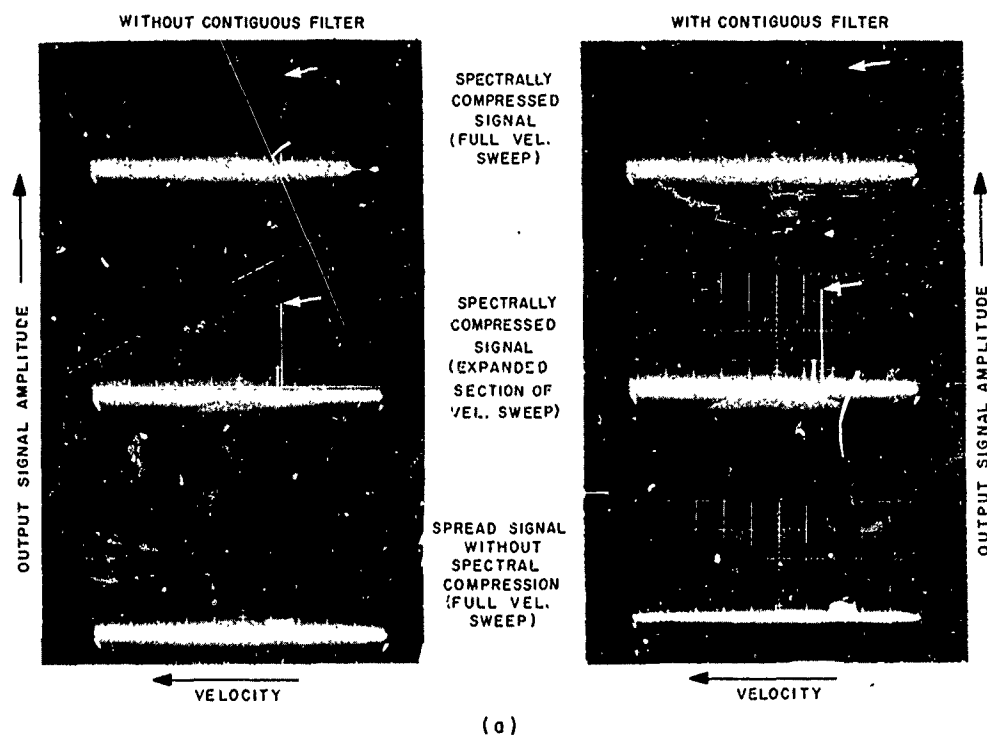 WITHOUT CONTIGUOUS FILTER
WITH CONTIGUOUS FILTER
SPECTRALLY
COMPRESSED
SIGNAL
(FULL VEL.
SWEEP)
SPECTRALLY
COMPRESSED
SIGNAL
(EXPANDED
SECTION OF
VEL. SWEEP)
SPREAD SIGNAL
WITHOUT
SPECTRAL
COMPRESSION
(FULL VEL.
SWEEP)
OUTPUT SIGNAL AMPLITUDE
OUTPUT SIGNAL AMPLITUDE
VELOCITY
VELOCITY
(a)